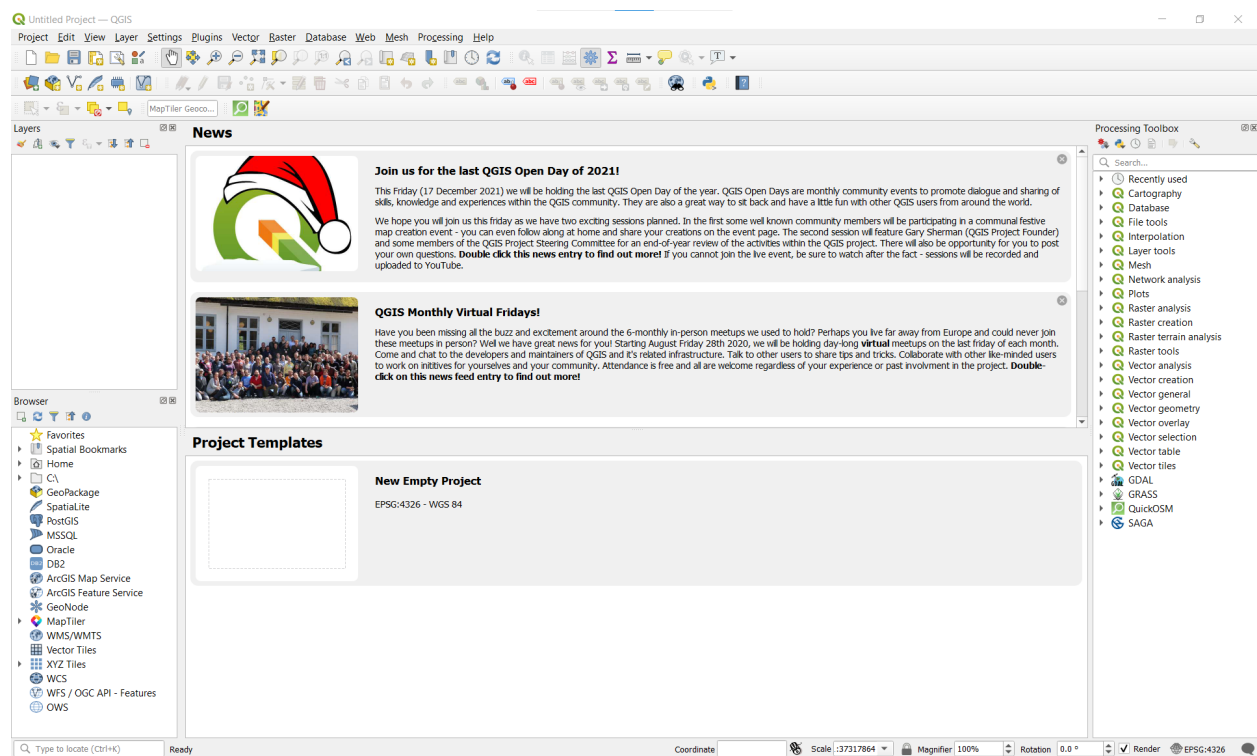 Untitled Project — QGIS
Project Edit View Layer Settings Plugins Vector Raster Database Web Mesh Processing Help
MapTiler Geoco...
Layers
News
Join us for the last QGIS Open Day of 2021!
This Friday (17 December 2021) we will be holding the last QGIS Open Day of the year. QGIS Open Days are monthly community events to promote dialogue and sharing of
skills, knowledge and experiences within the QGIS community. They are also a great way to sit back and have a little fun with other QGIS users from around the world.
We hope you will join us this friday as we have two exciting sessions planned. In the first some well known community members will be participating in a communal festive
map creation event - you can even follow along at home and share your creations on the event page. The second session will feature Gary Sherman (QGIS Project Founder)
and some members of the QGIS Project Steering Committee for an end-of-year review of the activities within the QGIS project. There will also be opportunity for you to post
your own questions. Double click this news entry to find out more! If you cannot join the live event, be sure to watch after the fact - sessions will be recorded and
uploaded to YouTube.
QGIS Monthly Virtual Fridays!
Have you been missing all the buzz and excitement around the 6-monthly in-person meetups we used to hold? Perhaps you live far away from Europe and could never join
these meetups in person? Well we have great news for you! Starting August Friday 28th 2020, we will be holding day-long virtual meetups on the last friday of each month.
Come and chat to the developers and maintainers of QGIS and it's related infrastructure. Talk to other users to share tips and tricks. Collaborate with other like-minded users
to work on inititives for yourselves and your community. Attendance is free and all are welcome regardless of your experience or past involvment in the project. Double-
click on this news feed entry to find out more!
Browser
Favorites
Spatial Bookmarks
Home
C:\
GeoPackage
SpatiaLite
PostGIS
MSSQL
Oracle
DB2
DB2
ArcGIS Map Service
ArcGIS Feature Service
GeoNode
MapTiler
WMS/WMTS
Vector Tiles
XYZ Tiles
WCS
WFS / OGC API - Features
OWS
Project Templates
New Empty Project
EPSG:4326 - WGS 84
Processing Toolbox
Search...
Recently used
Cartography
Database
File tools
Interpolation
Layer tools
Mesh
Network analysis
Plots
Raster analysis
Raster creation
Raster terrain analysis
Raster tools
Vector analysis
Vector creation
Vector general
Vector geometry
Vector overlay
Vector selection
Vector table
Vector tiles
GDAL
GRASS
QuickOSM
SAGA
Type to locate (Ctrl+K) Ready Coordinate Scale :37317864 Magnifier 100% Rotation 0.0 ° Render EPSG:4326